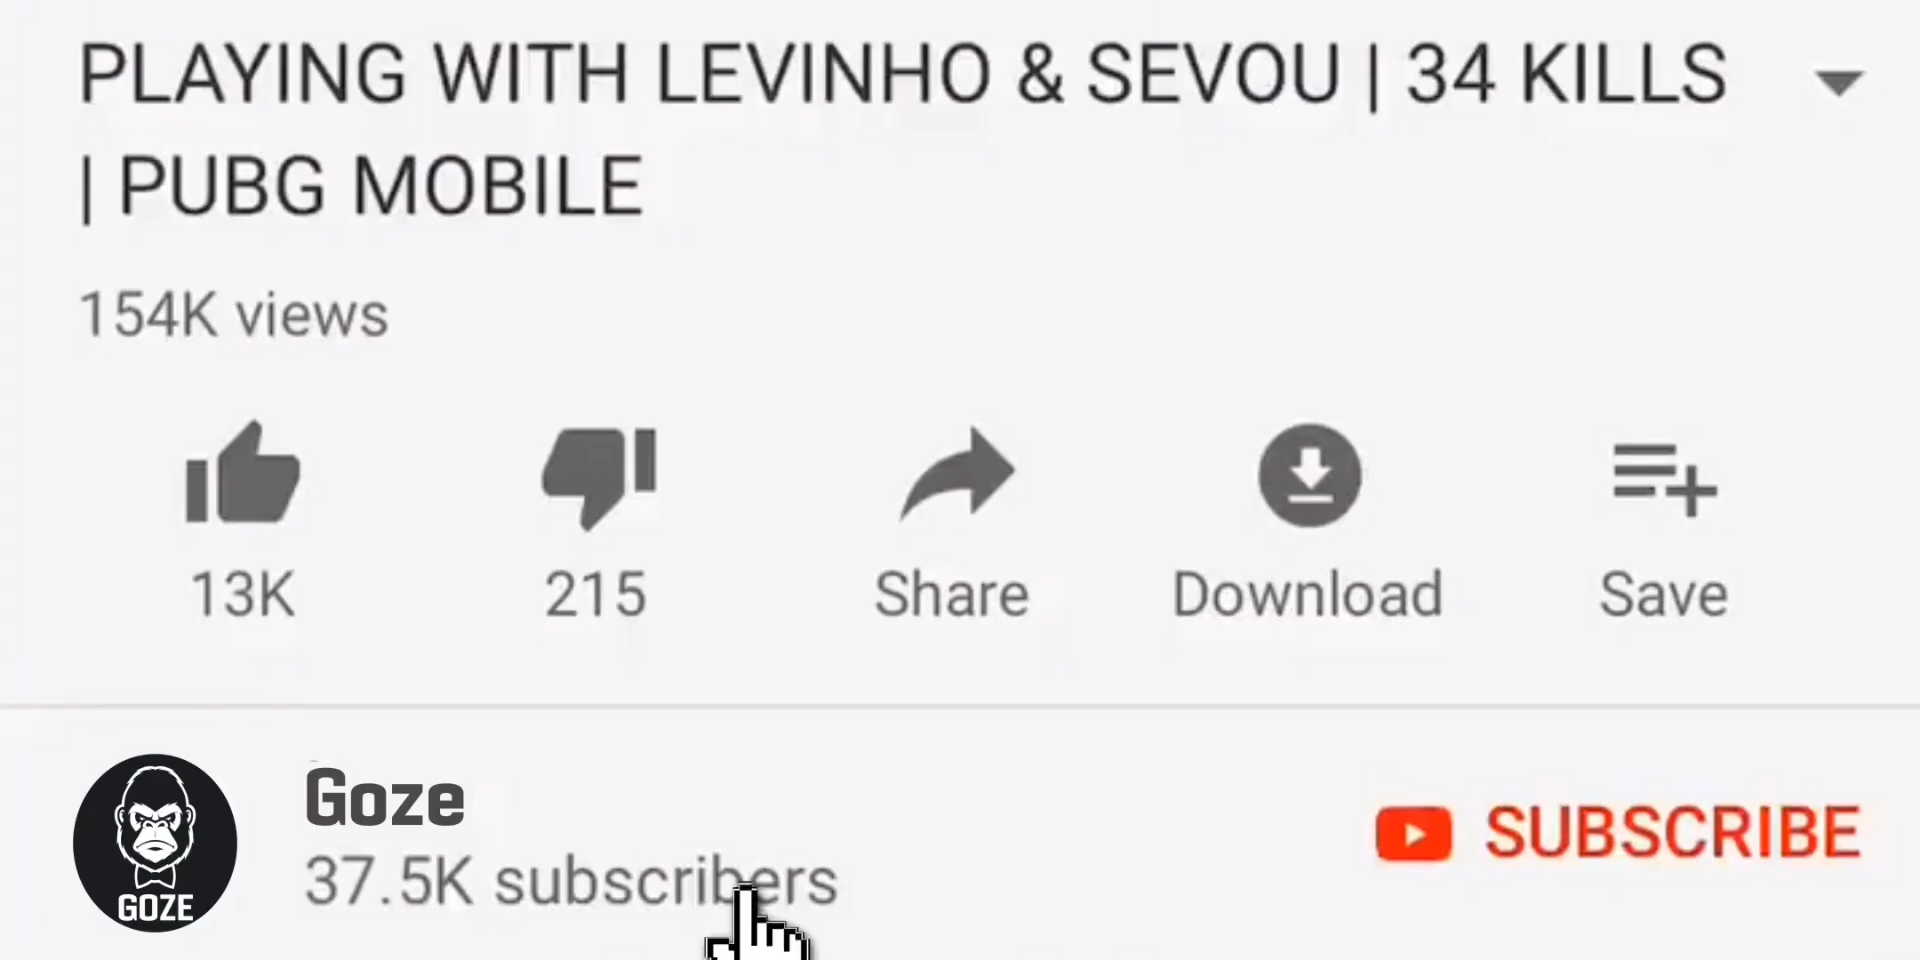 PLAYING WITH LEVINHO & SEVOU | 34 KILLS
| PUBG MOBILE
154K views
13K
215
Share
Download
Save
Goze
37.5K subscribers
SUBSCRIBE
GOZE